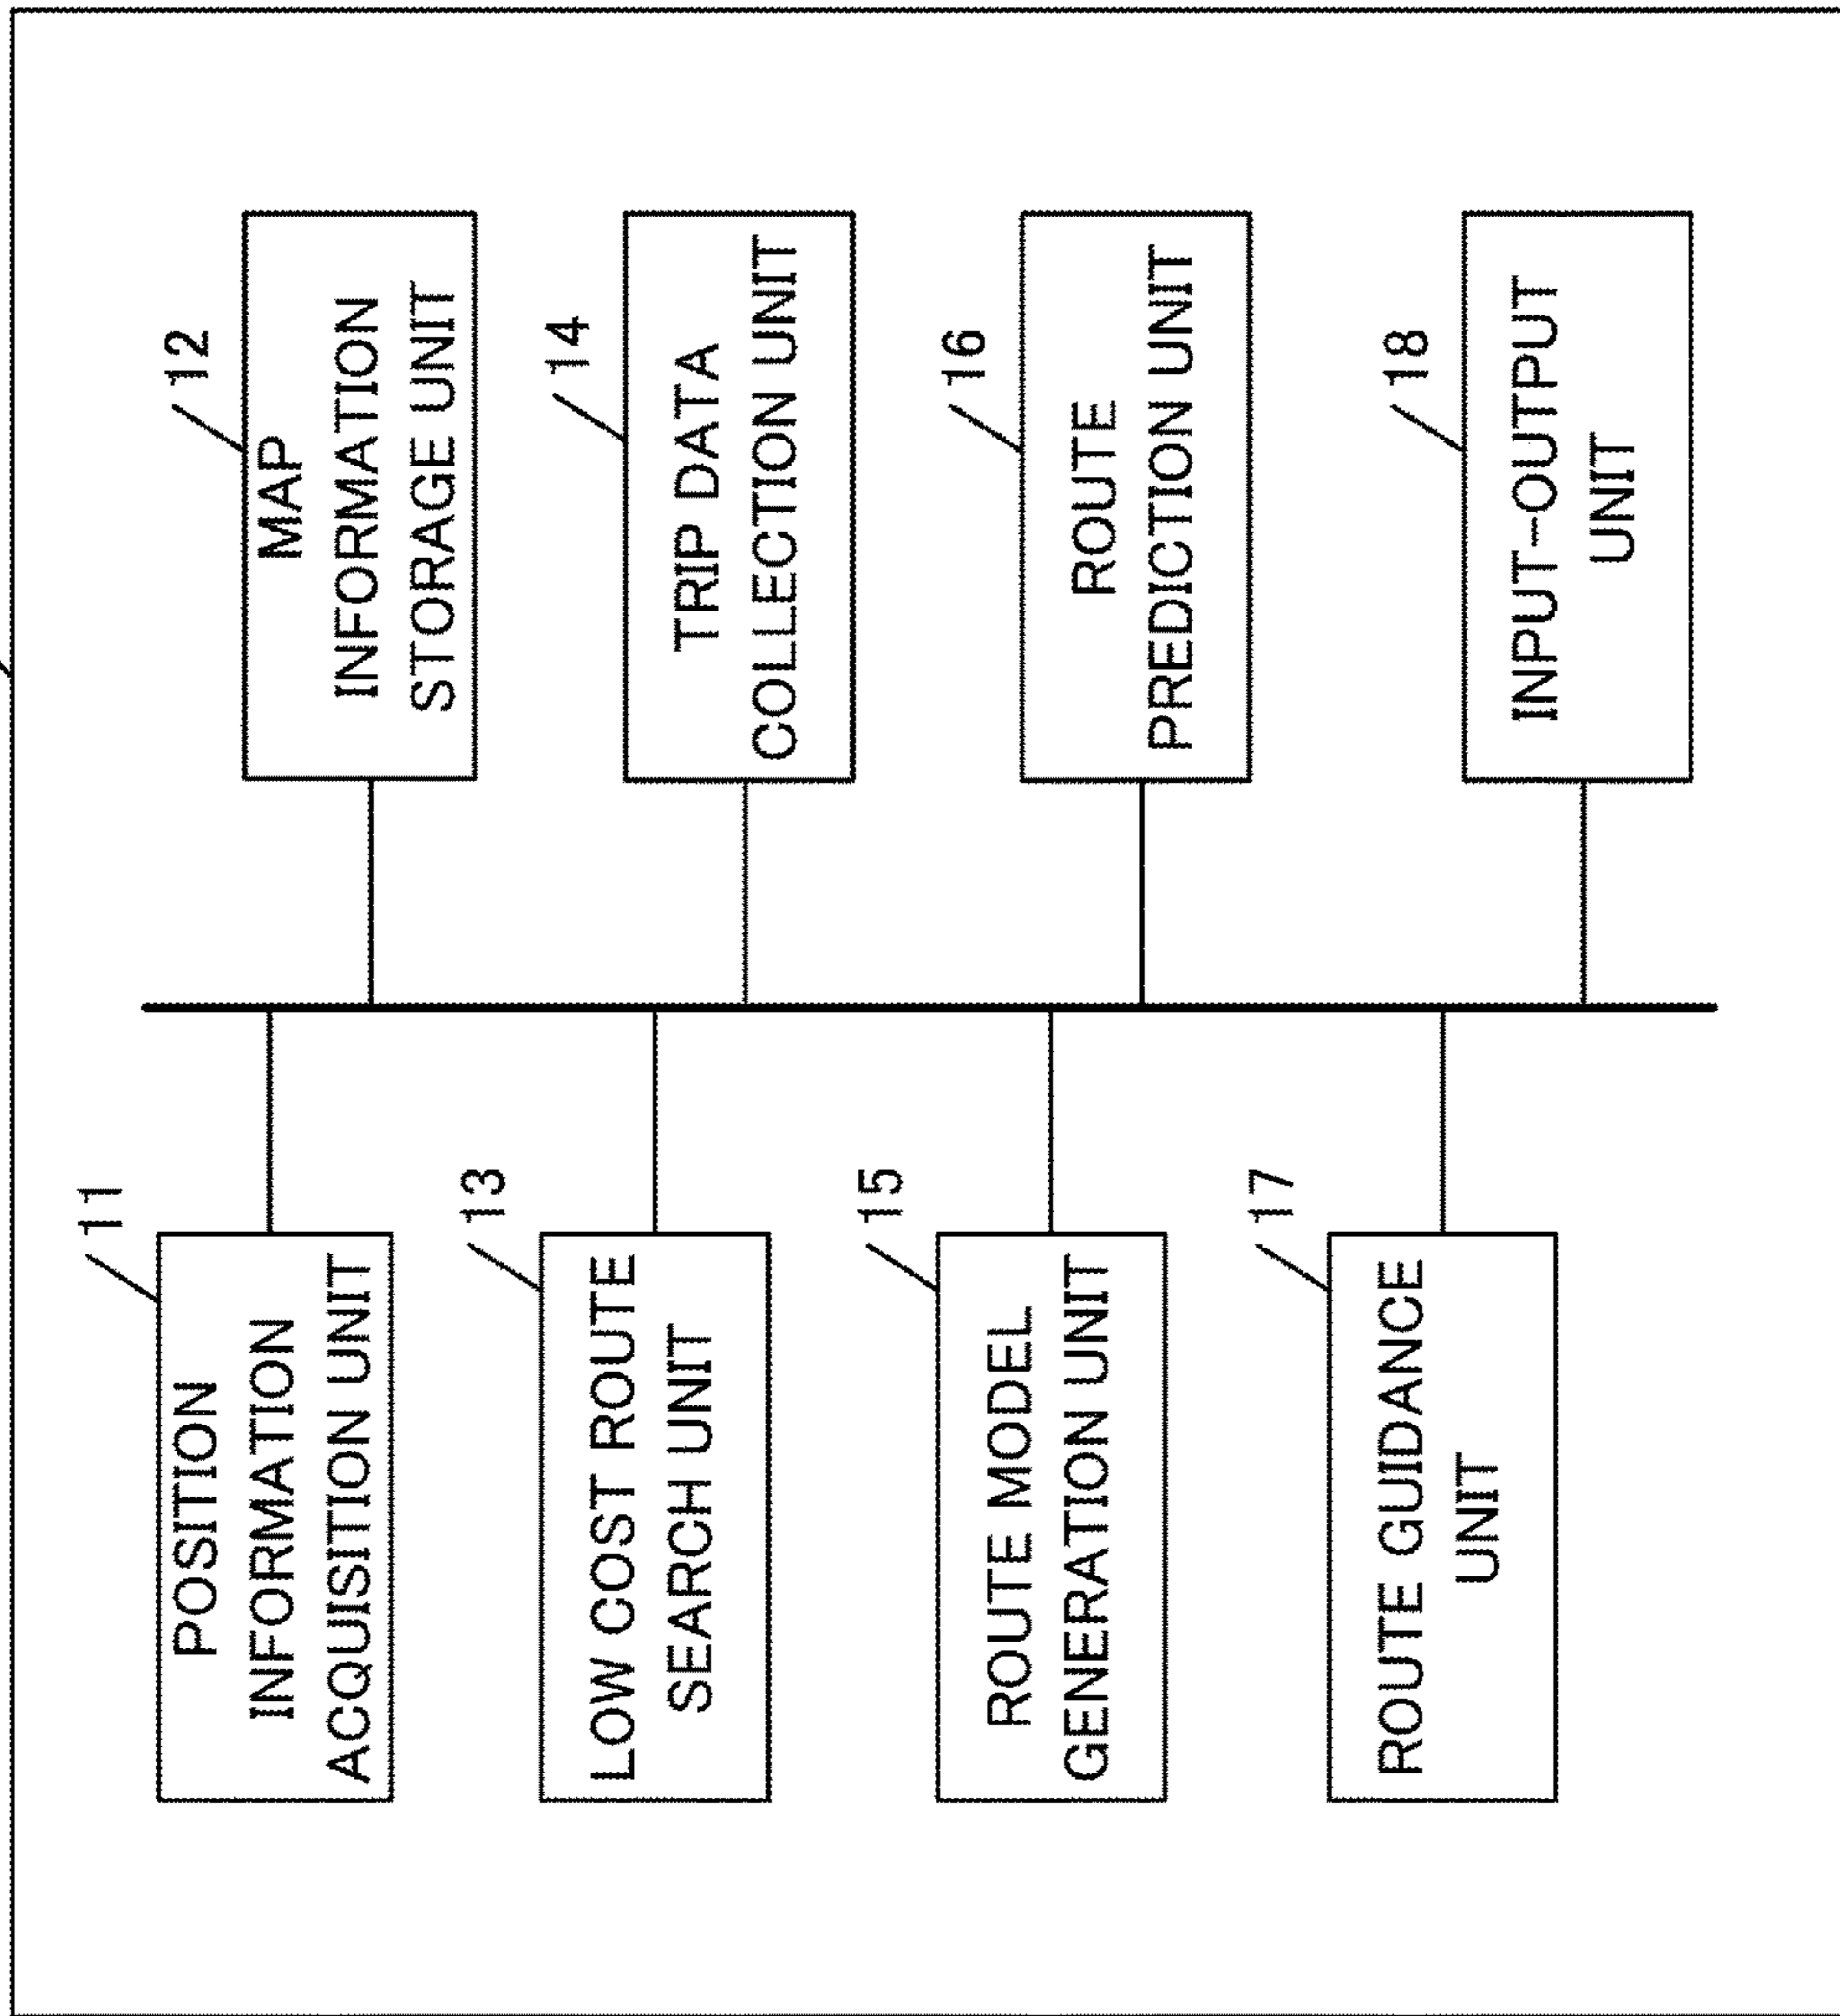 11
POSITION
INFORMATION
ACQUISITION UNIT
12
MAP
INFORMATION
STORAGE UNIT
13
LOW COST ROUTE
SEARCH UNIT
14
TRIP DATA
COLLECTION UNIT
15
ROUTE MODEL
GENERATION UNIT
16
ROUTE
PREDICTION UNIT
17
ROUTE GUIDANCE
UNIT
18
INPUT-OUTPUT
UNIT